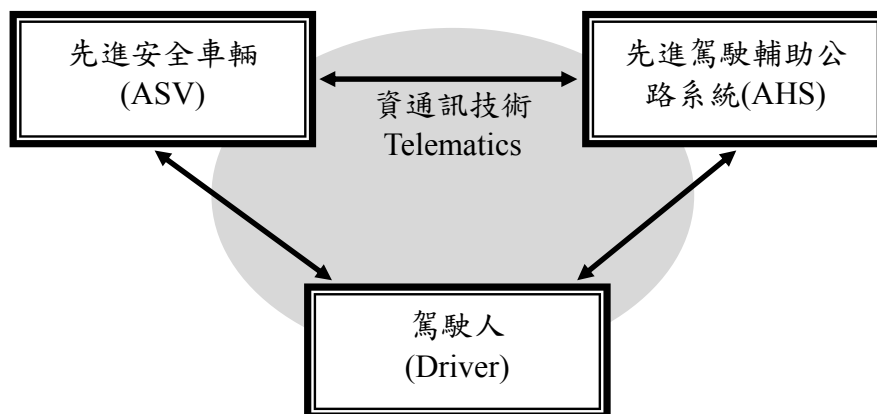 先進安全車輛
(ASV)
先進駕駛輔助公
路系統(AHS)
資通訊技術
Telematics
駕駛人
(Driver)